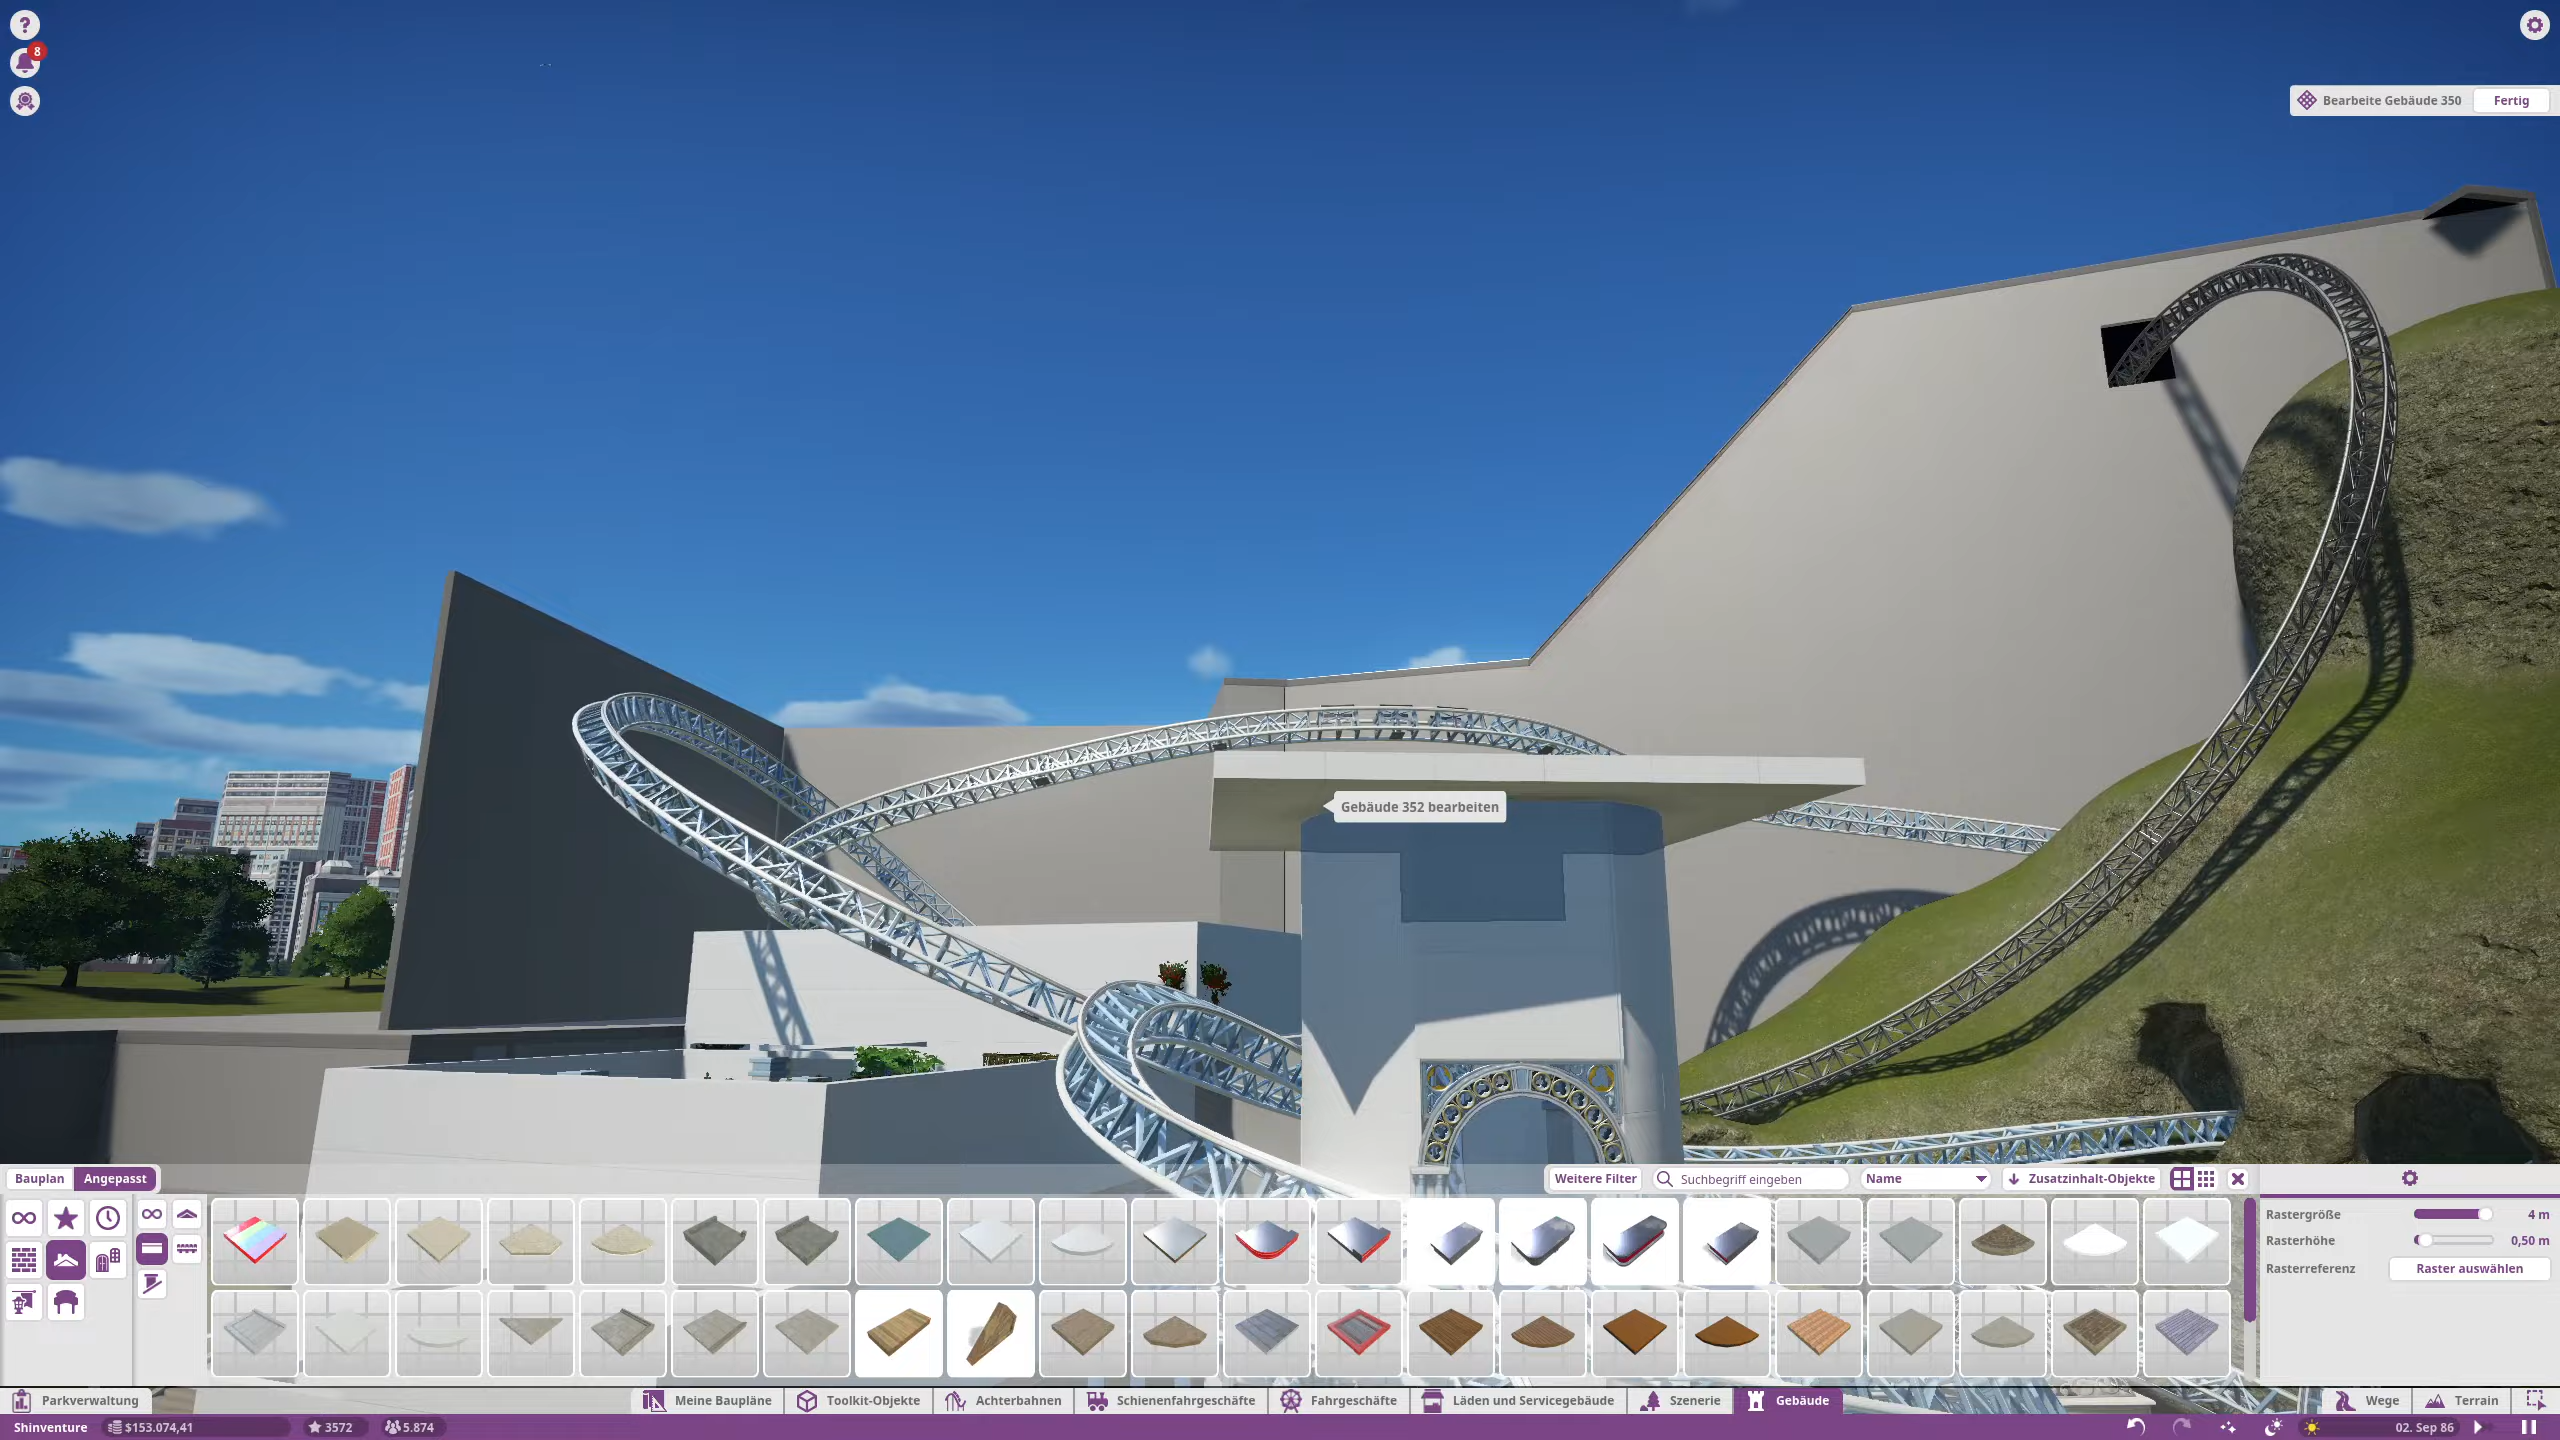 8
Bearbeite Gebäude 350
Fertig
Gebäude 352 bearbeiten
Bauplan
Angepasst
Weitere Filter
Suchbegriff eingeben
Name
Zusatzinhalt-Objekte
Rastergröße
4 m
Rasterhöhe
0,50 m
Rasterreferenz
Raster auswählen
Parkverwaltung
Meine Baupläne
Toolkit-Objekte
Achterbahnen
Schienenfahrgeschäfte
Fahrgeschäfte
Läden und Servicegebäude
Szenerie
Gebäude
Wege
Terrain
Shinventure
$153.074,41
3572
5.874
02. Sep 86